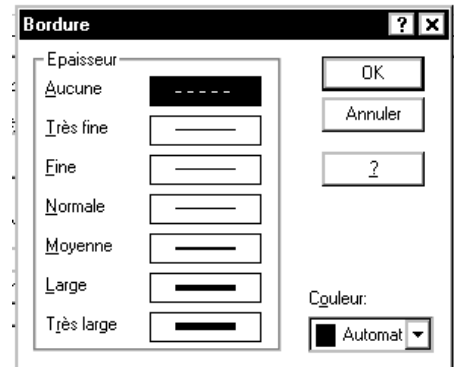 Bordure ? ×
Epaisseur
Aucune
Très fine
Fine
Normale
Moyenne
Large
Très large
OK
Annuler
?
Couleur:
Automat